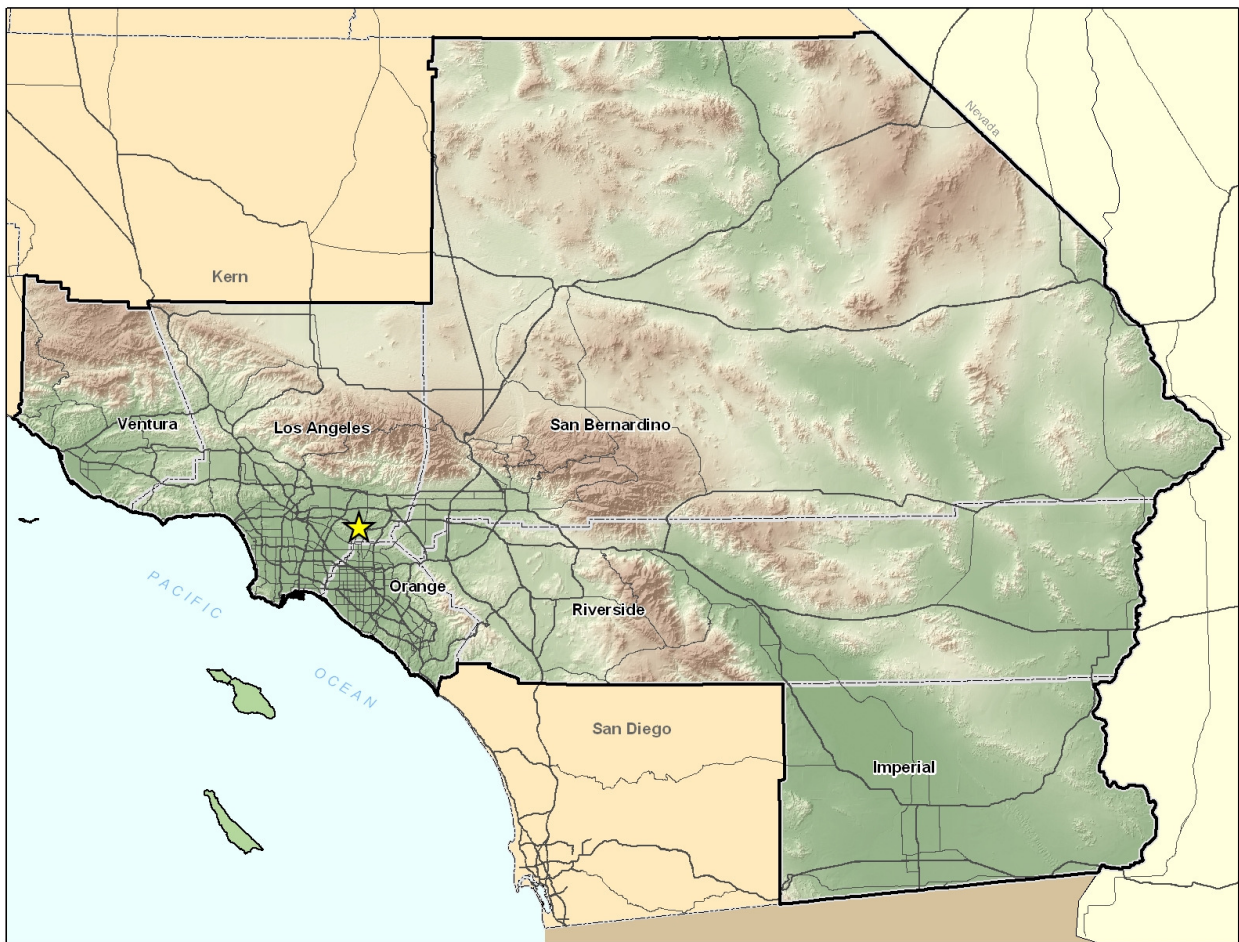 Nevada
Kern
Ventura
Los Angeles
San Bernardino
Orange
Riverside
PACIFIC
OCEAN
San Diego
Imperial